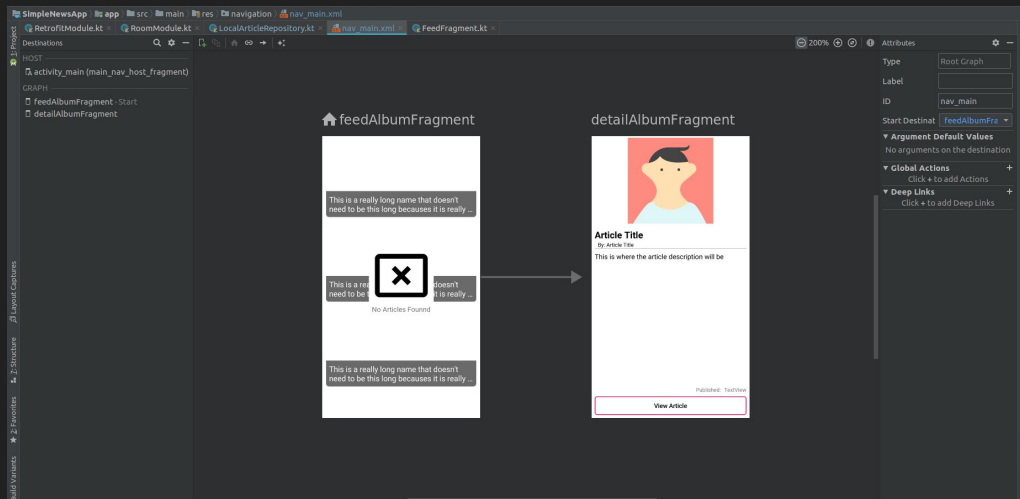 SimpleNewsApp app src main res navigation nav_main.xml
RetroFitModule.kt RoomModule.kt LocalArticleRepository.kt nav_main.xml FeedFragment.kt
1: Project
Destinations
200%
Attributes
HOST
activity_main (main_nav_host_fragment)
GRAPH
feedAlbumFragment - Start
detailAlbumFragment
Type Root Graph
Label
ID nav_main
Start Destinat feedAlbumFra
Argument Default Values
No arguments on the destination
Global Actions
Click + to add Actions
Deep Links
Click + to add Deep Links
feedAlbumFragment
This is a really long name that doesn't
need to be this long becauses it is really ...
This is a rea doesn't
need to be t it is really ...
No Articles Founnd
This is a really long name that doesn't
need to be this long becauses it is really ...
detailAlbumFragment
Article Title
By: Article Title
This is where the article description will be
Published: TextView
View Article
Layout Captures
Z: Structure
2: Favorites
Build Variants